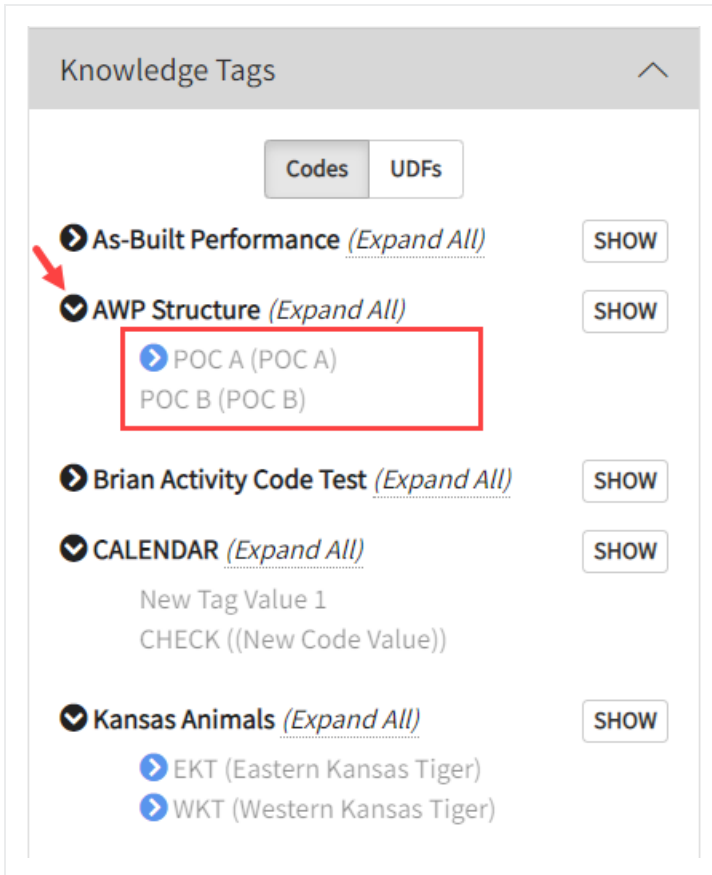 Knowledge Tags
Codes UDFs
As-Built Performance (Expand All) SHOW
AWP Structure (Expand All) SHOW
POC A (POC A)
POC B (POC B)
Brian Activity Code Test (Expand All) SHOW
CALENDAR (Expand All) SHOW
New Tag Value 1
CHECK ((New Code Value))
Kansas Animals (Expand All) SHOW
EKT (Eastern Kansas Tiger)
WKT (Western Kansas Tiger)